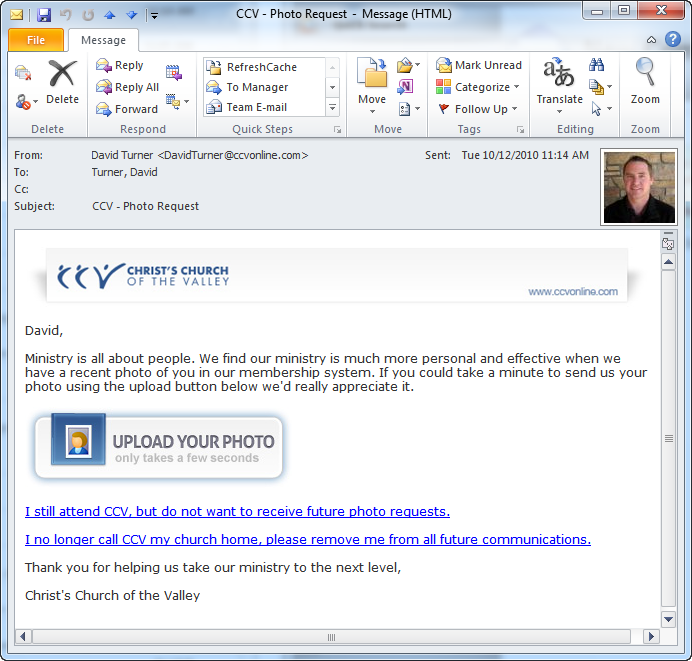 CCV - Photo Request - Message (HTML)
File Message
Delete
Reply
Reply All
Forward
RefreshCache
To Manager
Team E-mail
Move
Mark Unread
Categorize
Follow Up
Translate
Zoom
Delete Respond Quick Steps Move Tags Editing Zoom
From: David Turner <DavidTurner@ccvonline.com> Sent: Tue 10/12/2010 11:14 AM
To: Turner, David
Cc:
Subject: CCV - Photo Request
CCV CHRIST'S CHURCH
OF THE VALLEY
www.ccvonline.com
David,
Ministry is all about people. We find our ministry is much more personal and effective when we
have a recent photo of you in our membership system. If you could take a minute to send us your
photo using the upload button below we'd really appreciate it.
UPLOAD YOUR PHOTO
only takes a few seconds
I still attend CCV, but do not want to receive future photo requests.
I no longer call CCV my church home, please remove me from all future communications.
Thank you for helping us take our ministry to the next level,
Christ's Church of the Valley